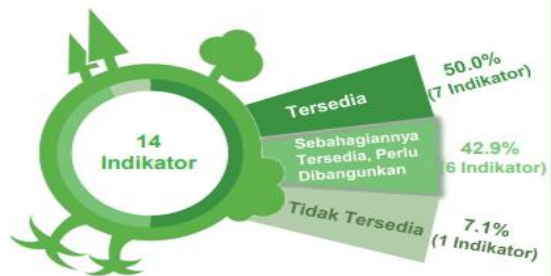 14
Indikator
Tersedia
50.0%
(7 Indikator)
Sebahagiannya
Tersedia, Perlu
Dibangunkan
42.9%
(6 Indikator)
Tidak Tersedia
7.1%
(1 Indikator)